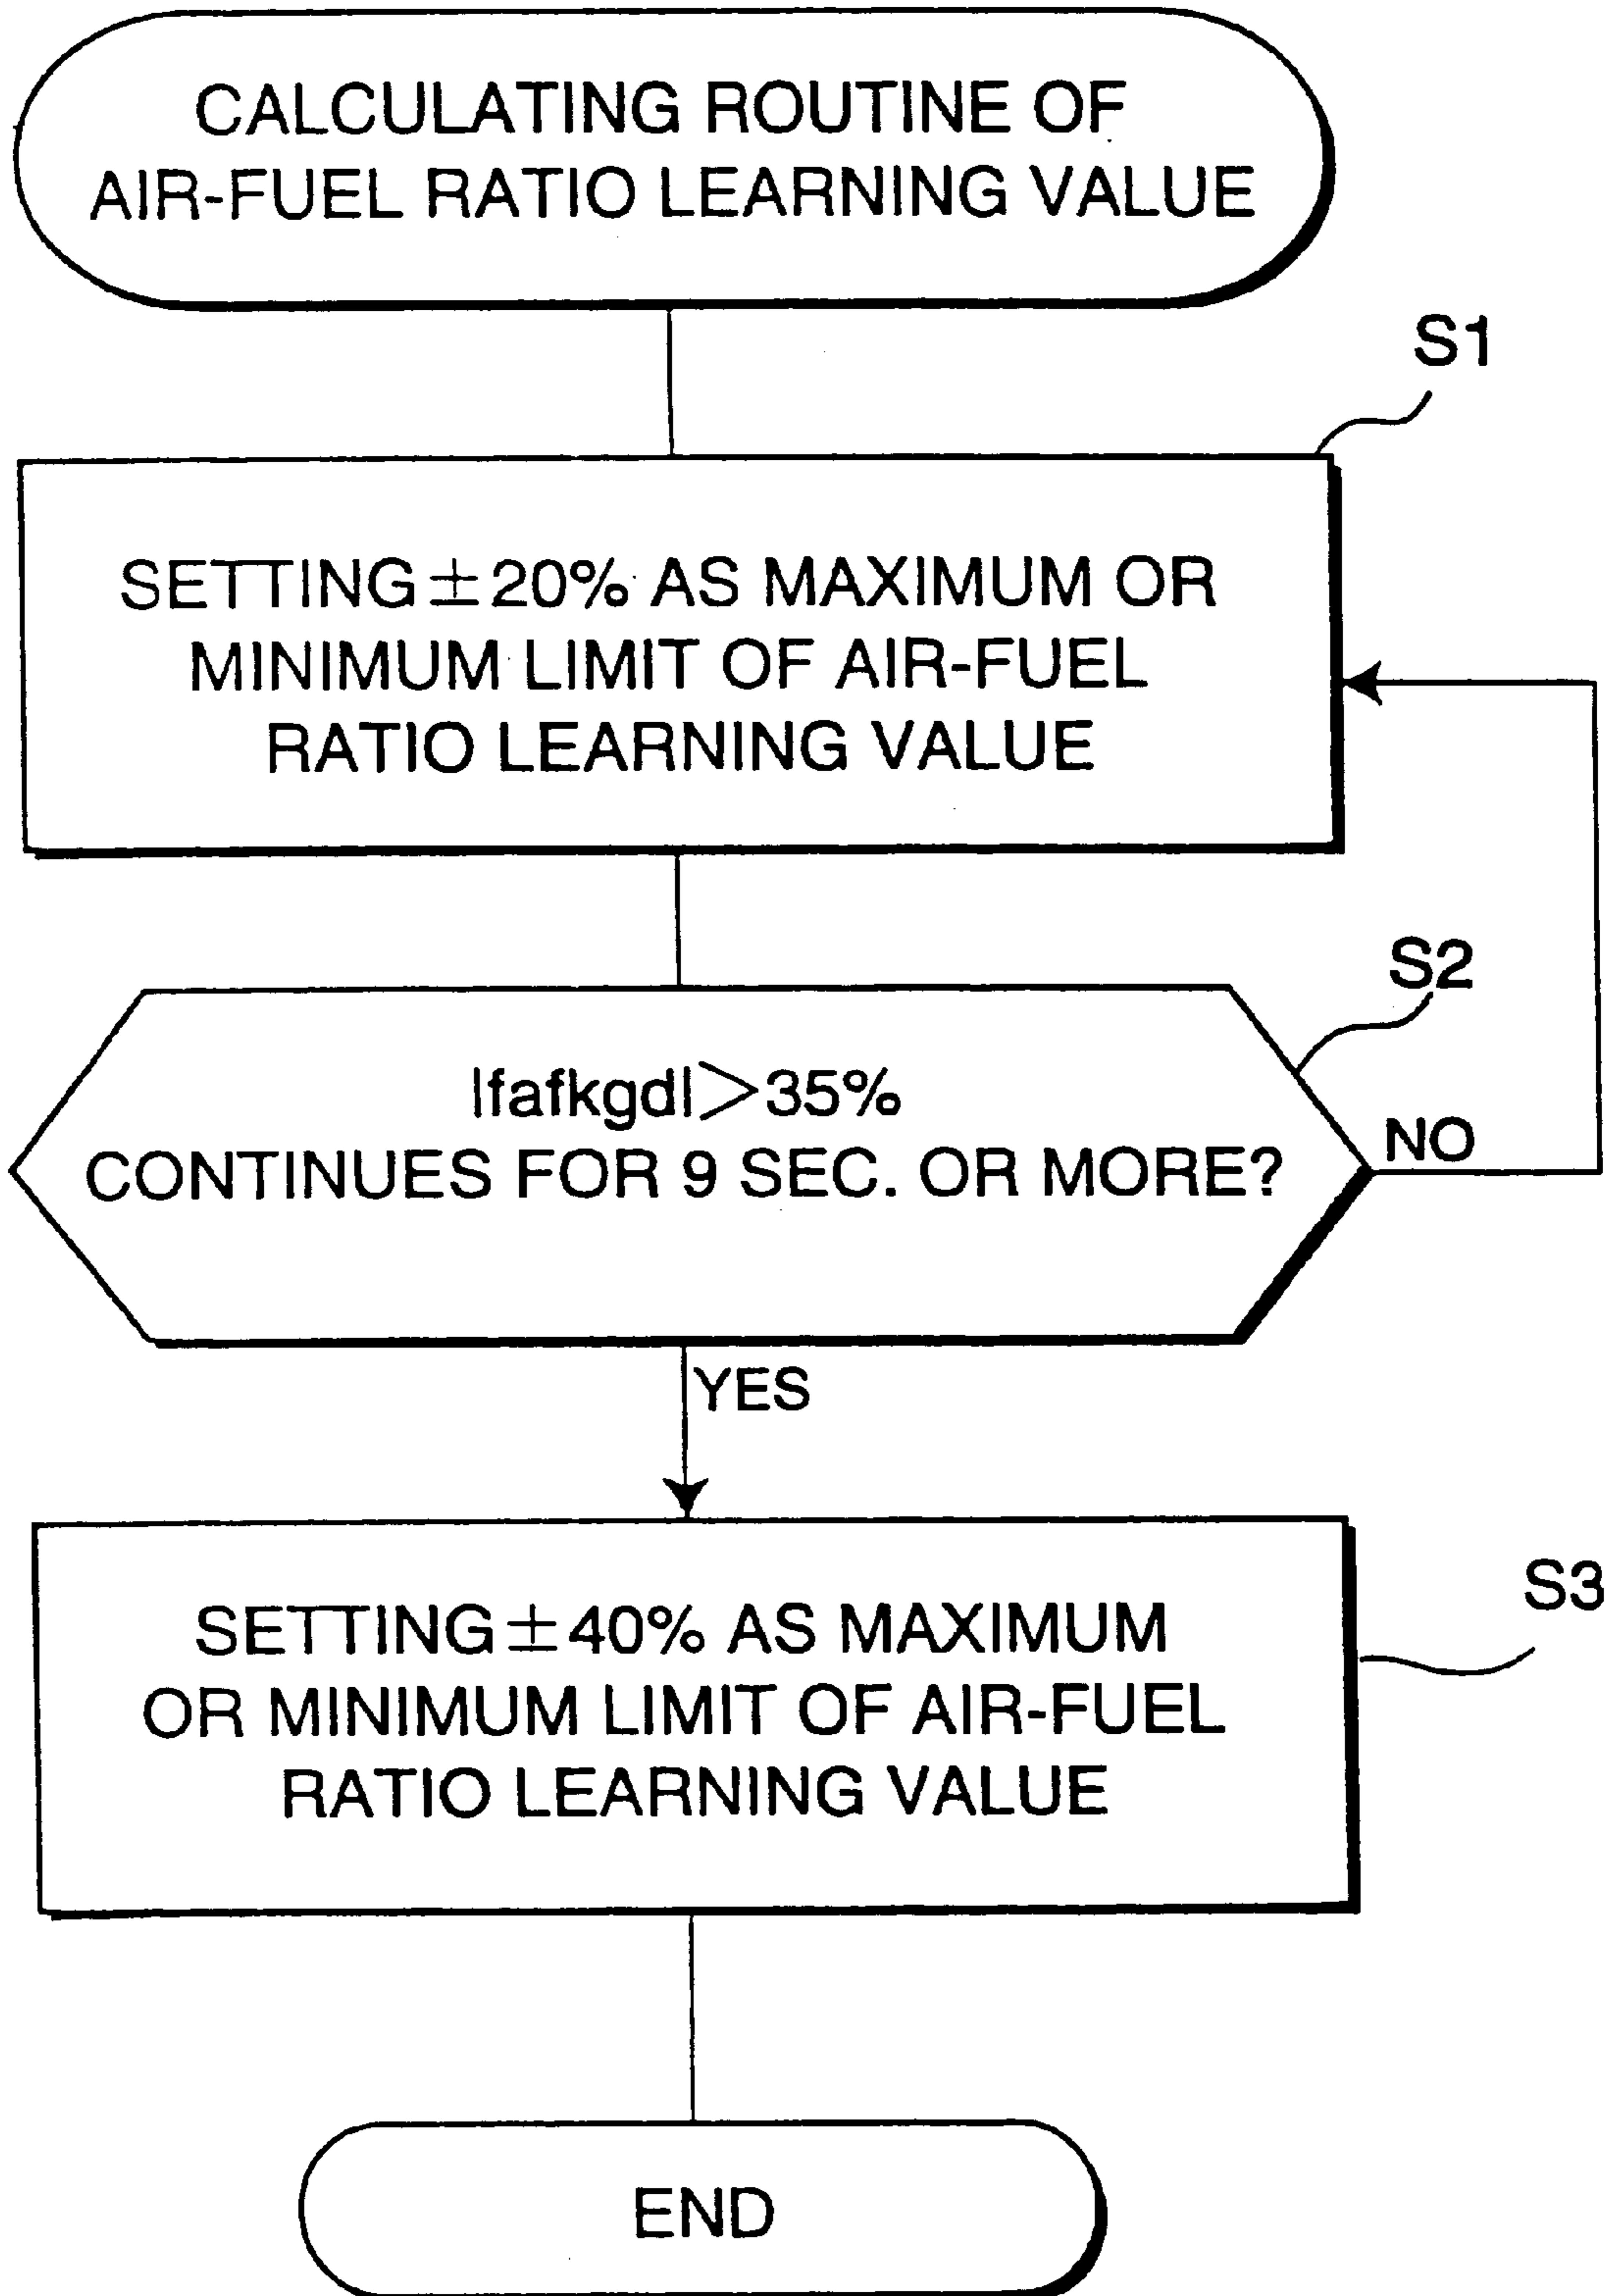 CALCULATING ROUTINE OF
AIR-FUEL RATIO LEARNING VALUE
S1
SETTING ±20% AS MAXIMUM OR
MINIMUM LIMIT OF AIR-FUEL
RATIO LEARNING VALUE
S2
|fafkgd|>35%
CONTINUES FOR 9 SEC. OR MORE?
NO
YES
S3
SETTING ±40% AS MAXIMUM
OR MINIMUM LIMIT OF AIR-FUEL
RATIO LEARNING VALUE
END